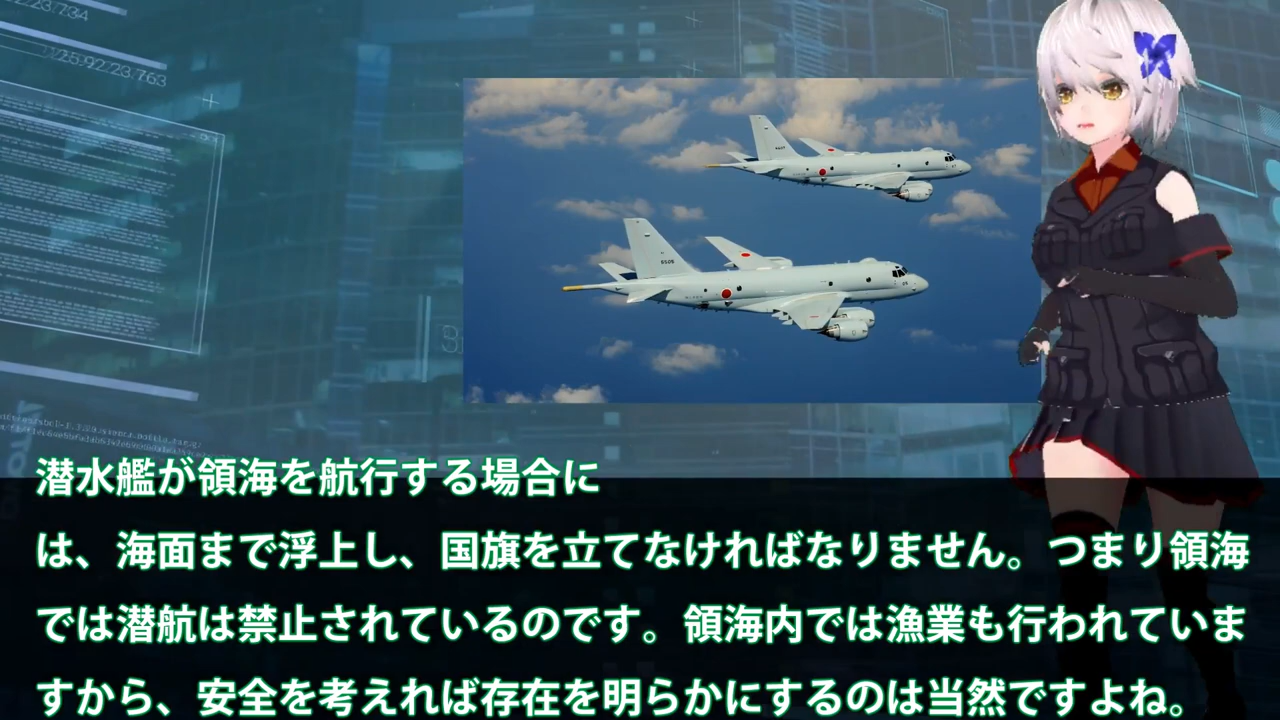 潜水艦が領海を航行する場合に
は、海面まで浮上し、国旗を立てなければなりません。つまり領海
では潜航は禁止されているのです。領海内では漁業も行われていま
すから、安全を考えれば存在を明らかにするのは当然ですよね。